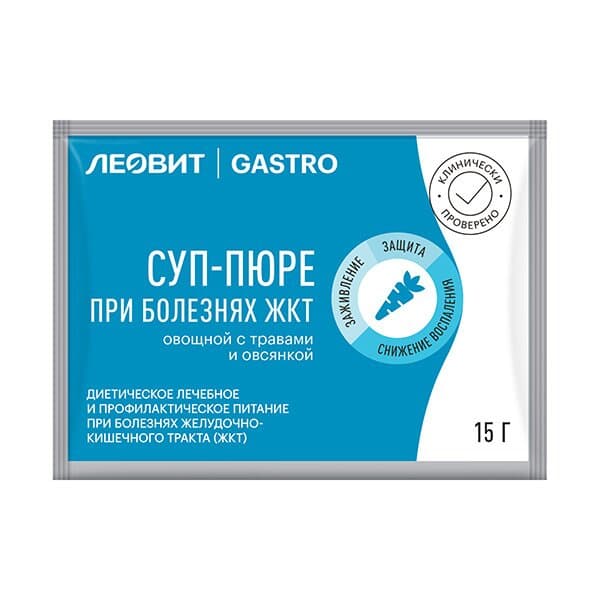 ЛЕОВИТ | GASTRO
КЛИНИЧЕСКИ
ПРОВЕРЕНО
СУП-ПЮРЕ
ПРИ БОЛЕЗНЯХ ЖКТ
овощной с травами
и овсянкой
ЗАЖИВЛЕНИЕ
ЗАЩИТА
СНИЖЕНИЕ ВОСПАЛЕНИЯ
ДИЕТИЧЕСКОЕ ЛЕЧЕБНОЕ
И ПРОФИЛАКТИЧЕСКОЕ ПИТАНИЕ
ПРИ БОЛЕЗНЯХ ЖЕЛУДОЧНО-
КИШЕЧНОГО ТРАКТА (ЖКТ)
15 Г